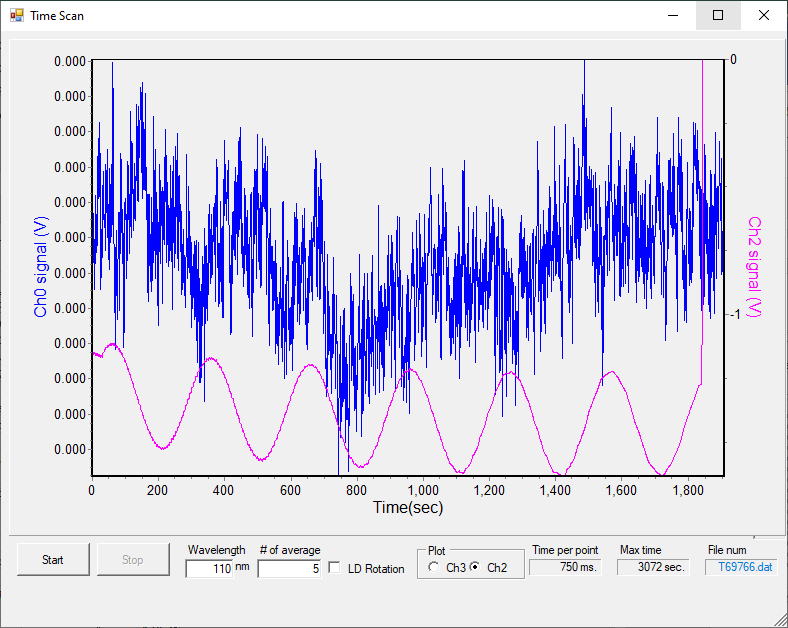 Time Scan
0.000
0.000
0.000
0.000
0.000
0.000
0.000
0.000
0.000
0.000
0.000
0.000
Ch0 signal (V)
0
-1
Ch2 signal (V)
0 200 400 600 800 1,000 1,200 1,400 1,600 1,800
Time(sec)
Start
Stop
Wavelength
110 nm
# of average
5
LD Rotation
Plot
Ch3 Ch2
Time per point
750 ms.
Max time
3072 sec.
File num
T69766.dat